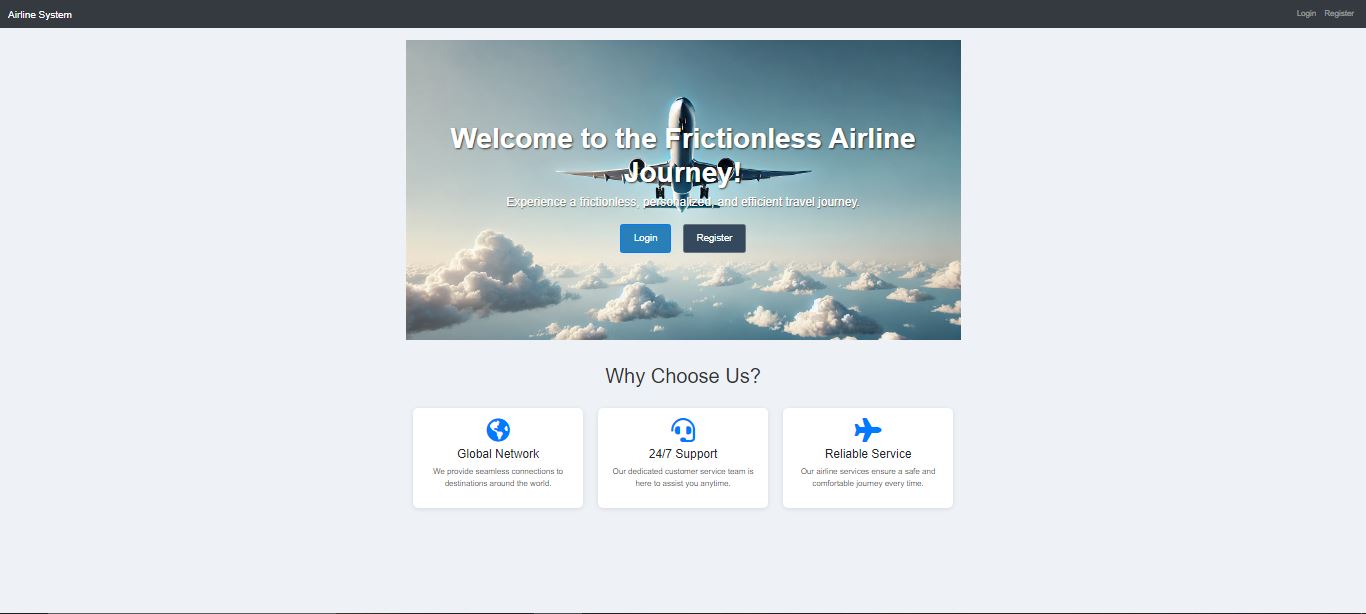 Airline System
Login Register
Welcome to the Frictionless Airline
Journey!
Experience a frictionless, personalized, and efficient travel journey.
Login Register
Why Choose Us?
Global Network
We provide seamless connections to
destinations around the world.
24/7 Support
Our dedicated customer service team is
here to assist you anytime.
Reliable Service
Our airline services ensure a safe and
comfortable journey every time.